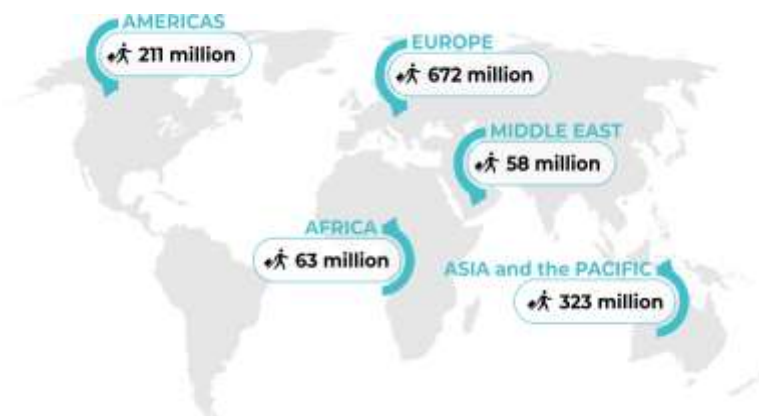 AMERICAS
211 million
EUROPE
672 million
MIDDLE EAST
58 million
AFRICA
63 million
ASIA and the PACIFIC
323 million